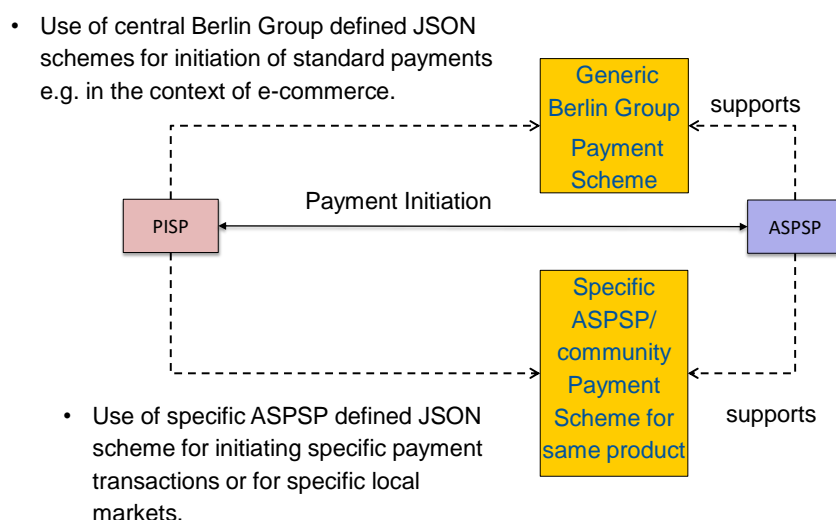 • Use of central Berlin Group defined JSON
schemes for initiation of standard payments
e.g. in the context of e-commerce.
Generic
Berlin Group
Payment
Scheme
supports
Payment Initiation
PISP
ASPSP
Specific
ASPSP/
community
Payment
Scheme for
same product
supports
• Use of specific ASPSP defined JSON
scheme for initiating specific payment
transactions or for specific local
markets.